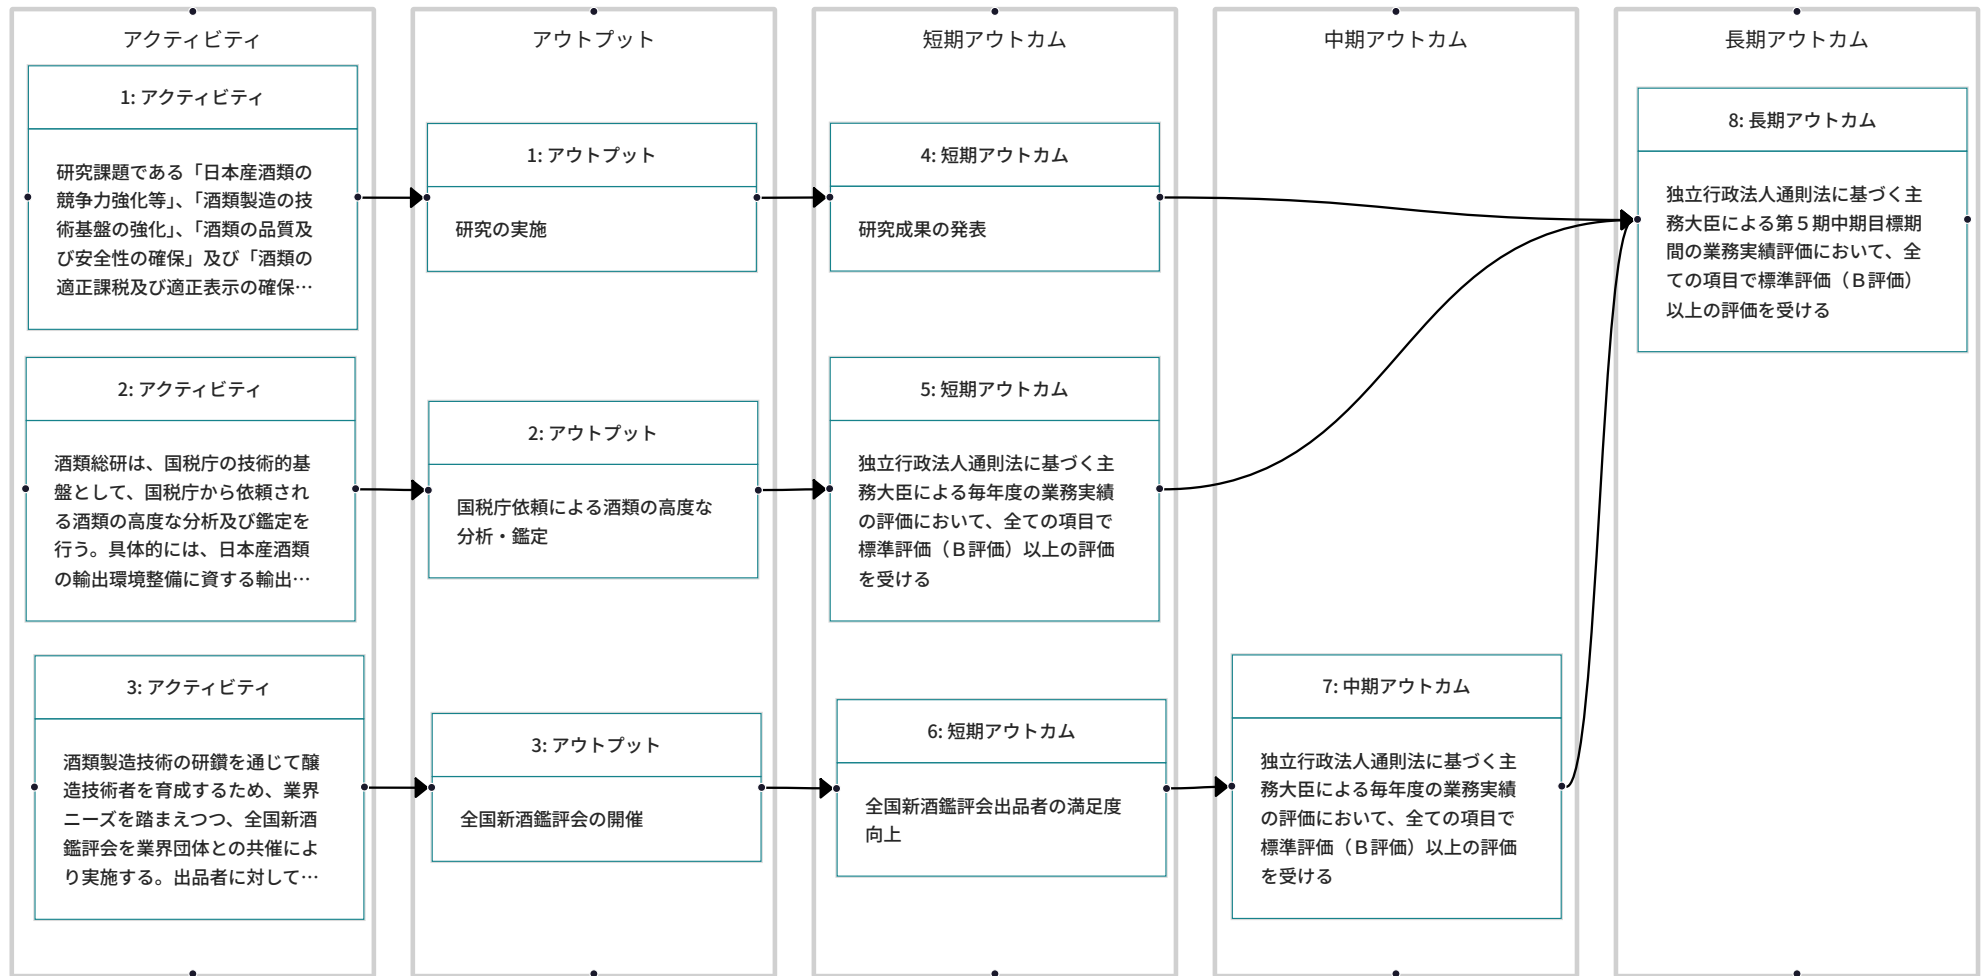 アクティビティ
1: アクティビティ
研究課題である「日本産酒類の
競争力強化等」、「酒類製造の技
術基盤の強化」、「酒類の品質及
び安全性の確保」及び「酒類の
適正課税及び適正表示の確保…
2: アクティビティ
酒類総研は、国税庁の技術的基
盤として、国税庁から依頼され
る酒類の高度な分析及び鑑定を
行う。具体的には、日本産酒類
の輸出環境整備に資する輸出…
3: アクティビティ
酒類製造技術の研鑽を通じて醸
造技術者を育成するため、業界
ニーズを踏まえつつ、全国新酒
鑑評会を業界団体との共催によ
り実施する。出品者に対して…
アウトプット
1: アウトプット
研究の実施
2: アウトプット
国税庁依頼による酒類の高度な
分析・鑑定
3: アウトプット
全国新酒鑑評会の開催
短期アウトカム
4: 短期アウトカム
研究成果の発表
5: 短期アウトカム
独立行政法人通則法に基づく主
務大臣による毎年度の業務実績
の評価において、全ての項目で
標準評価（Ｂ評価）以上の評価
を受ける
6: 短期アウトカム
全国新酒鑑評会出品者の満足度
向上
中期アウトカム
7: 中期アウトカム
独立行政法人通則法に基づく主
務大臣による毎年度の業務実績
の評価において、全ての項目で
標準評価（Ｂ評価）以上の評価
を受ける
長期アウトカム
8: 長期アウトカム
独立行政法人通則法に基づく主
務大臣による第５期中期目標期
間の業務実績評価において、全
ての項目で標準評価（Ｂ評価）
以上の評価を受ける